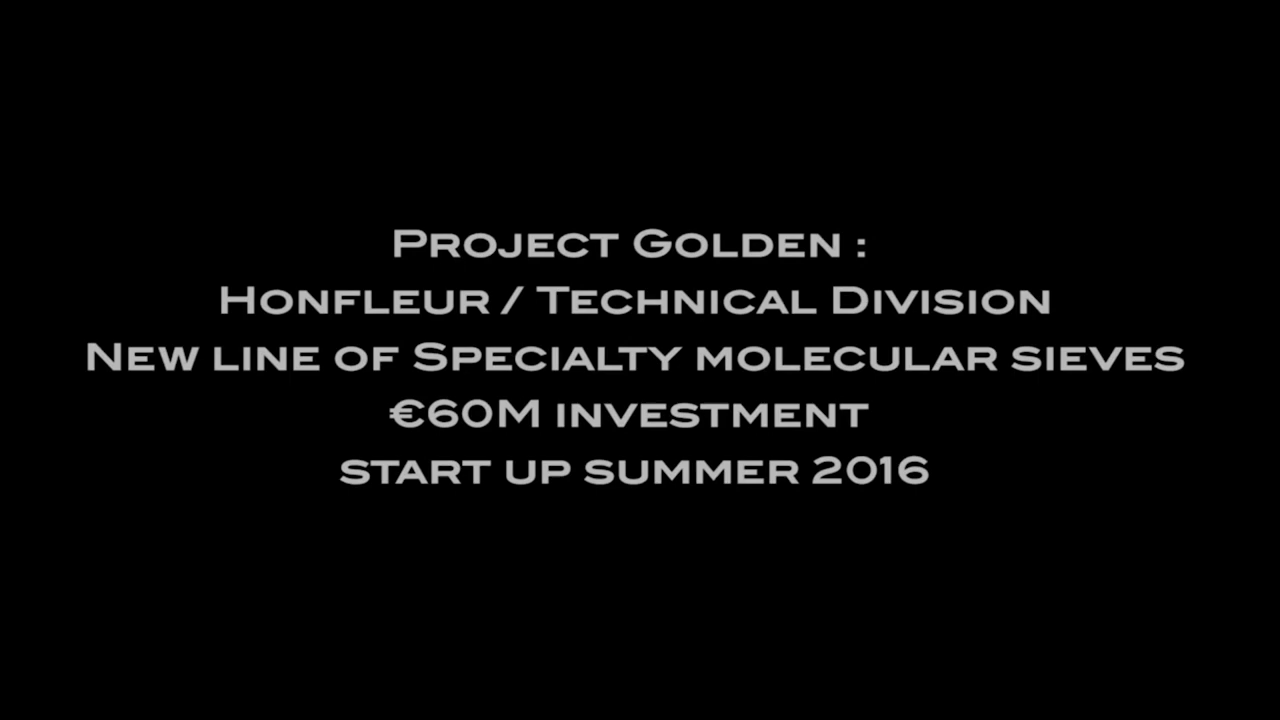 Project Golden :
Honfleur / Technical Division
New line of Specialty molecular sieves
€60M investment
start up summer 2016